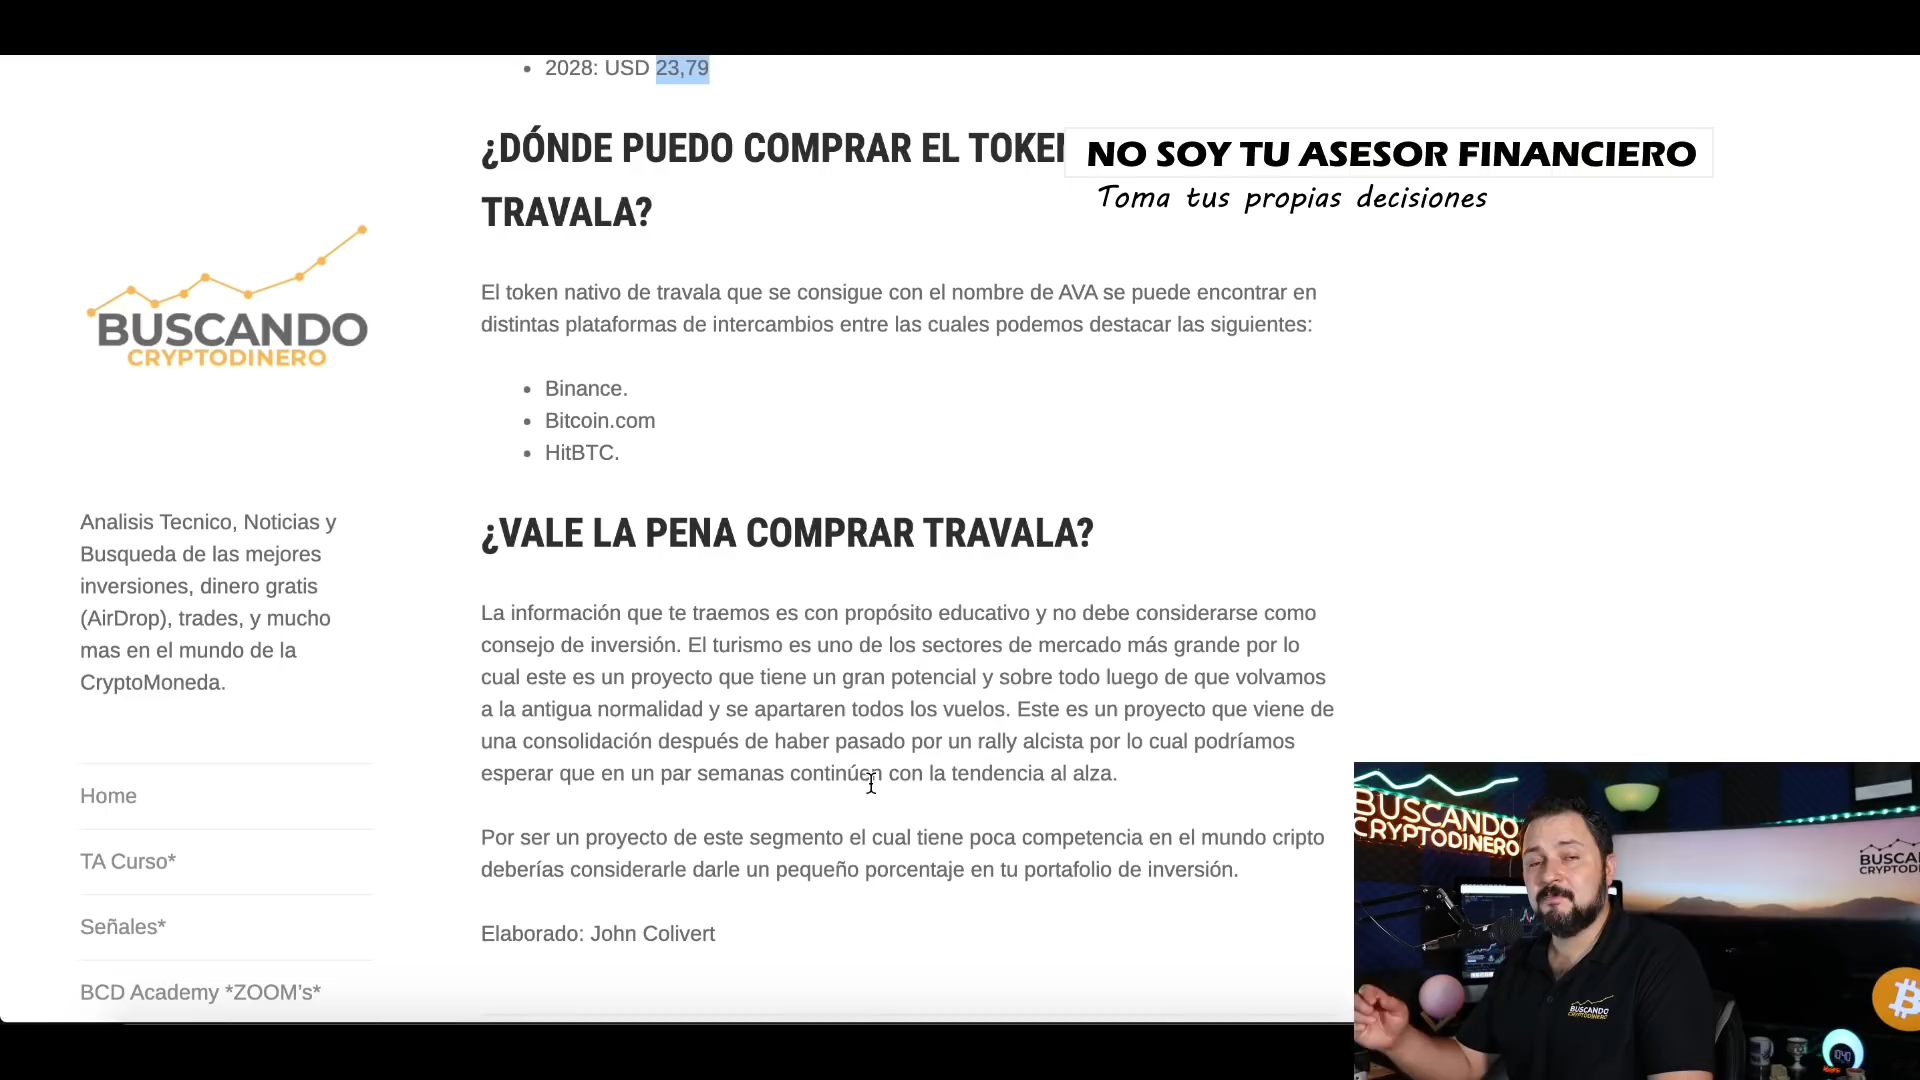 2028: USD 23,79
¿DÓNDE PUEDO COMPRAR EL TOKEN
TRAVALA?
NO SOY TU ASESOR FINANCIERO
Toma tus propias decisiones
El token nativo de travala que se consigue con el nombre de AVA se puede encontrar en
distintas plataformas de intercambios entre las cuales podemos destacar las siguientes:
Binance.
Bitcoin.com
HitBTC.
¿VALE LA PENA COMPRAR TRAVALA?
La información que te traemos es con propósito educativo y no debe considerarse como
consejo de inversión. El turismo es uno de los sectores de mercado más grande por lo
cual este es un proyecto que tiene un gran potencial y sobre todo luego de que volvamos
a la antigua normalidad y se apartaren todos los vuelos. Este es un proyecto que viene de
una consolidación después de haber pasado por un rally alcista por lo cual podríamos
esperar que en un par semanas continúen con la tendencia al alza.
Por ser un proyecto de este segmento el cual tiene poca competencia en el mundo cripto
deberías considerarle darle un pequeño porcentaje en tu portafolio de inversión.
Elaborado: John Colivert
BUSCANDO
CRYPTODINERO
Analisis Tecnico, Noticias y
Busqueda de las mejores
inversiones, dinero gratis
(AirDrop), trades, y mucho
mas en el mundo de la
CryptoMoneda.
Home
TA Curso*
Señales*
BCD Academy *ZOOM's*
BUSCANDO
CRYPTODINERO
BUSCA
CRYPTOD
BUSCANDO
CRYPTODINERO